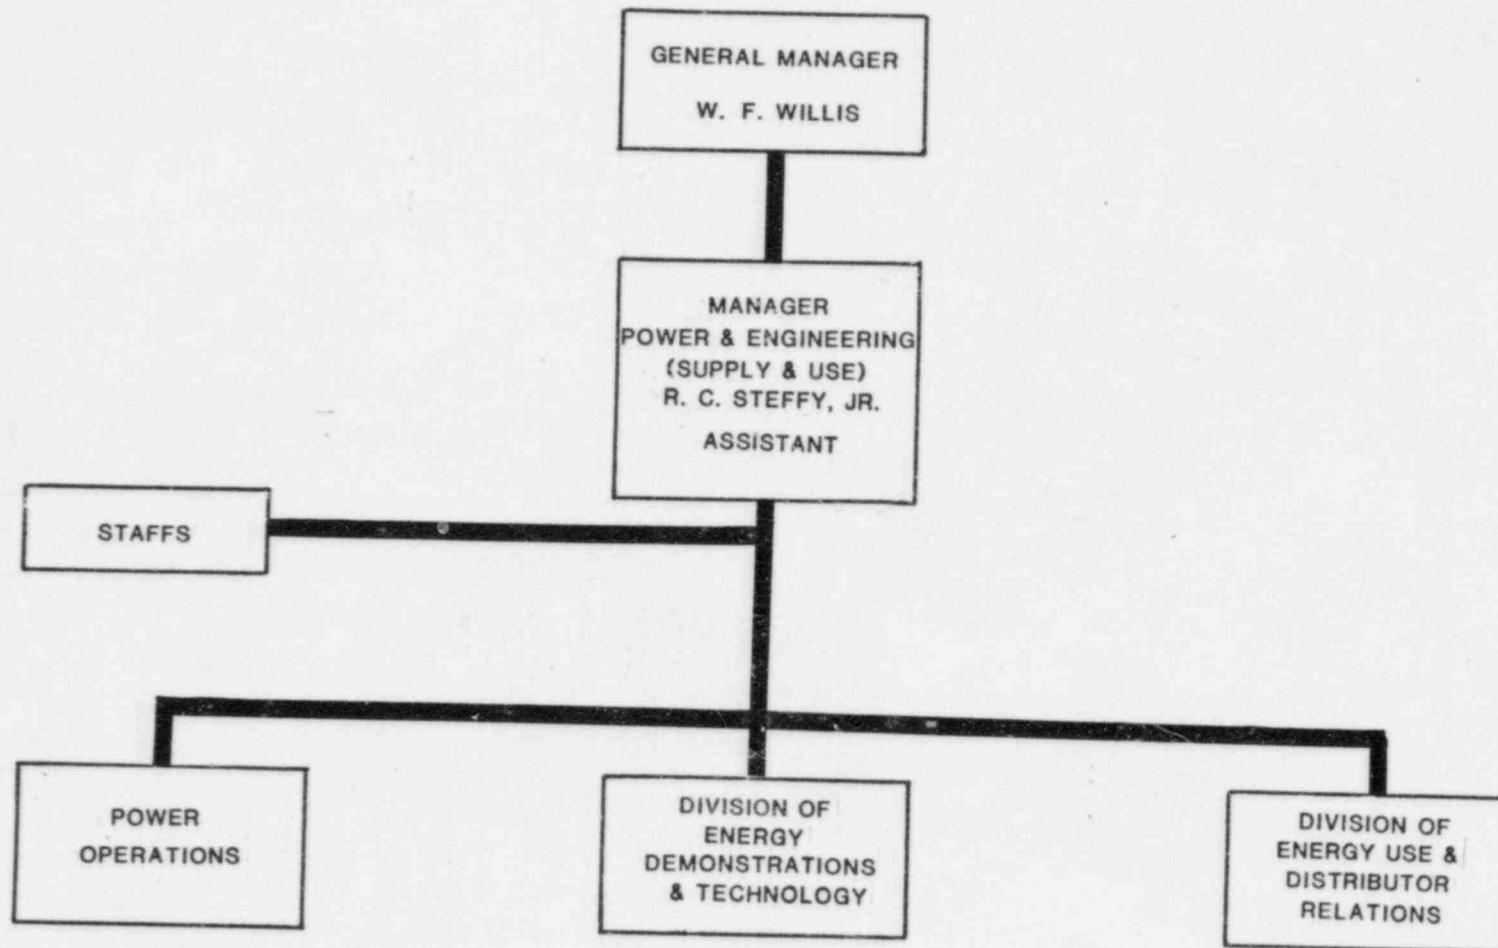 GENERAL MANAGER
W. F. WILLIS
MANAGER
POWER & ENGINEERING
(SUPPLY & USE)
R. C. STEFFY, JR.
ASSISTANT
STAFFS
POWER
OPERATIONS
DIVISION OF
ENERGY
DEMONSTRATIONS
& TECHNOLOGY
DIVISION OF
ENERGY USE &
DISTRIBUTOR
RELATIONS